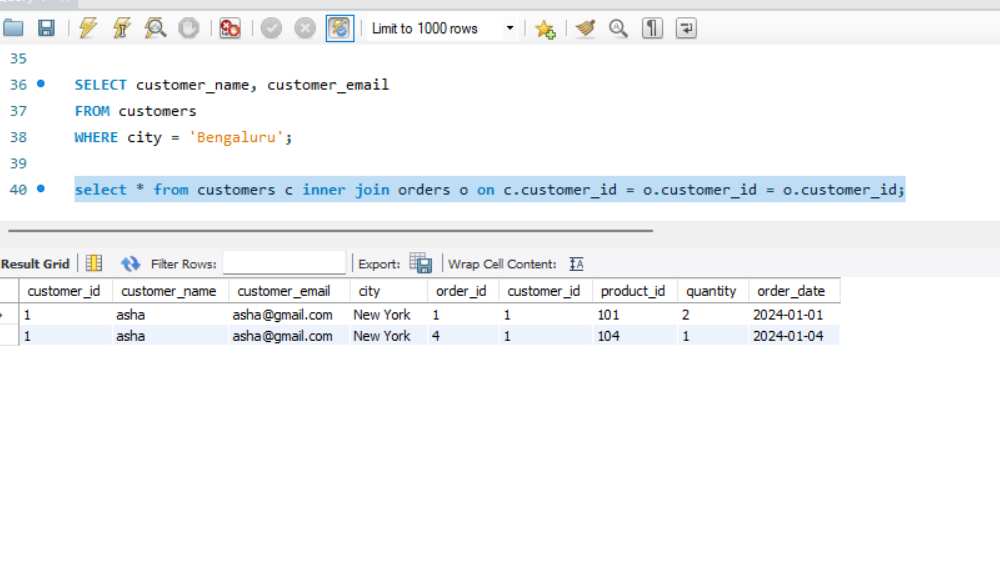 Limit to 1000 rows
35
36 SELECT customer_name, customer_email
37 FROM customers
38 WHERE city = 'Bengaluru';
39
40 select * from customers c inner join orders o on c.customer_id = o.customer_id = o.customer_id;
Result Grid Filter Rows: Export: Wrap Cell Content: IA
customer_id customer_name customer_email city order_id customer_id product_id quantity order_date
1 asha asha@gmail.com New York 1 1 101 2 2024-01-01
1 asha asha@gmail.com New York 4 1 104 1 2024-01-04